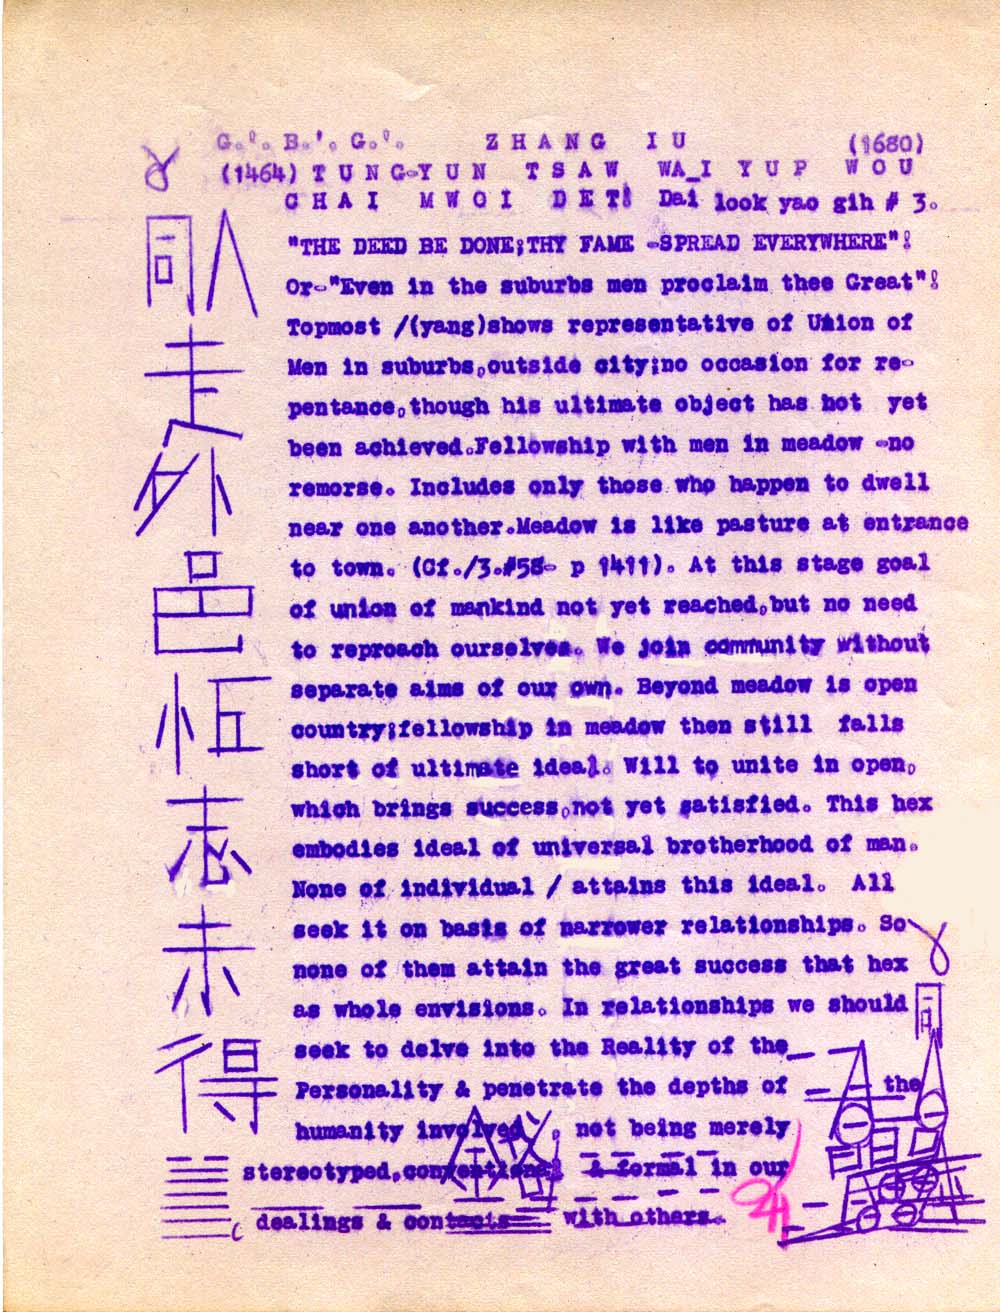 G.'. B.'. G.'. ZHANG IU (1680)
(1464) TUNG-YUN TSAW WA_I YUP WOU
CHAI MWOI DET! Dai look yao gih # 3.
"THE DEED BE DONE;THY FAME -SPREAD EVERYWHERE"!
Or-"Even in the suburbs men proclaim thee Great"!
Topmost /(yang)shows representative of Union of
Men in suburbs,outside city;no occasion for re-
pentance,though his ultimate object has not yet
been achieved.Fellowship with men in meadow -no
remorse. Includes only those who happen to dwell
near one another.Meadow is like pasture at entrance
to town. (Cf./3.#58- p 1411). At this stage goal
of union of mankind not yet reached,but no need
to reproach ourselves. We join community without
separate aims of our own. Beyond meadow is open
country;fellowship in meadow then still falls
short of ultimate ideal. Will to unite in open,
which brings success,not yet satisfied. This hex
embodies ideal of universal brotherhood of man.
None of individual / attains this ideal. All
seek it on basis of narrower relationships. So
none of them attain the great success that hex
as whole envisions. In relationships we should
seek to delve into the Reality of the
Personality & penetrate the depths of the
humanity involved , not being merely
stereotyped,conventional & formal in our
dealings & contacts with others.
同人
未
外
邑
恒
志
未
得